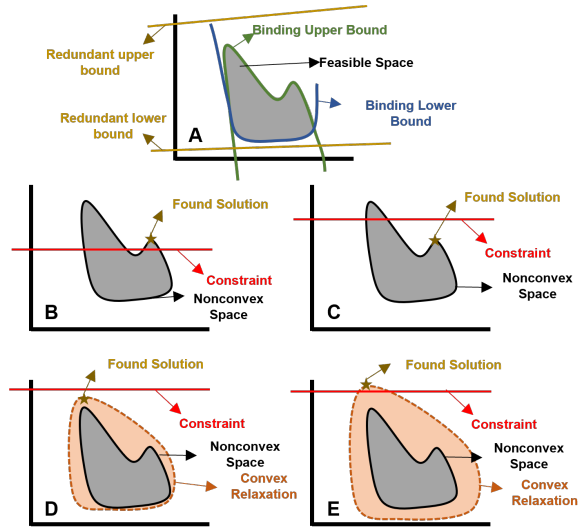 Binding Upper Bound
Redundant upper
bound
Feasible Space
Redundant lower
bound
Binding Lower
Bound
A
Found Solution
Constraint
Nonconvex
Space
B
Found Solution
Constraint
Nonconvex
Space
C
Found Solution
Constraint
Nonconvex
Space
Convex
Relaxation
D
Found Solution
Constraint
Nonconvex
Space
Convex
Relaxation
E